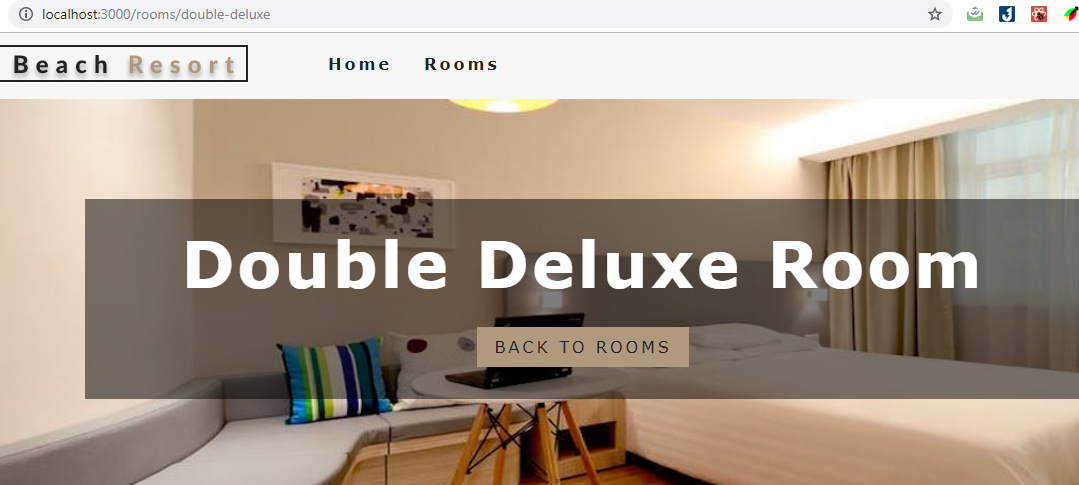 localhost:3000/rooms/double-deluxe
Beach Resort
Home
Rooms
Double Deluxe Room
BACK TO ROOMS